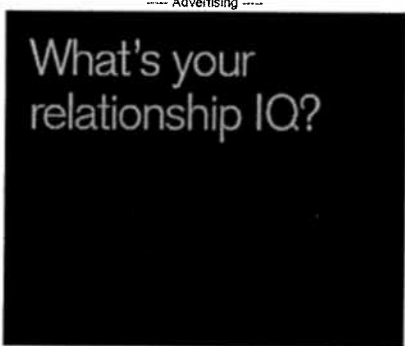 ---- Advertising ----
What's your
relationship IQ?